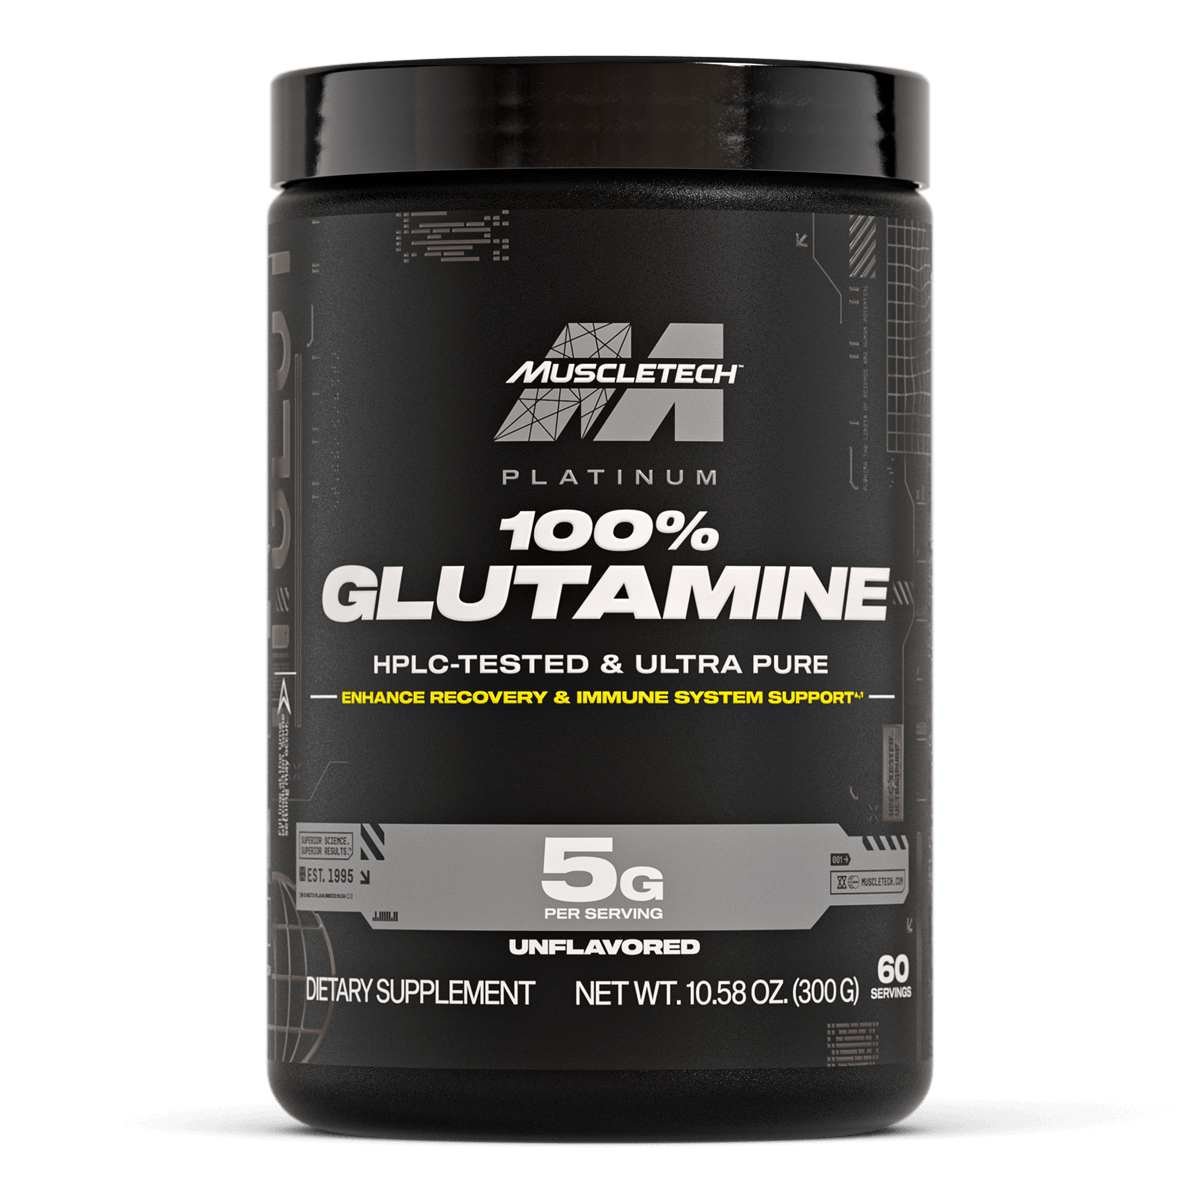 MUSCLETECH™
PLATINUM
100%
GLUTAMINE
HPLC-TESTED & ULTRA PURE
ENHANCE RECOVERY & IMMUNE SYSTEM SUPPORT
SUPERIOR SCIENCE.
SUPERIOR RESULTS.
EST. 1995
5G
PER SERVING
001
MUSCLETECH.COM
UNFLAVORED
DIETARY SUPPLEMENT NET WT. 10.58 OZ. (300 G)
60
SERVINGS